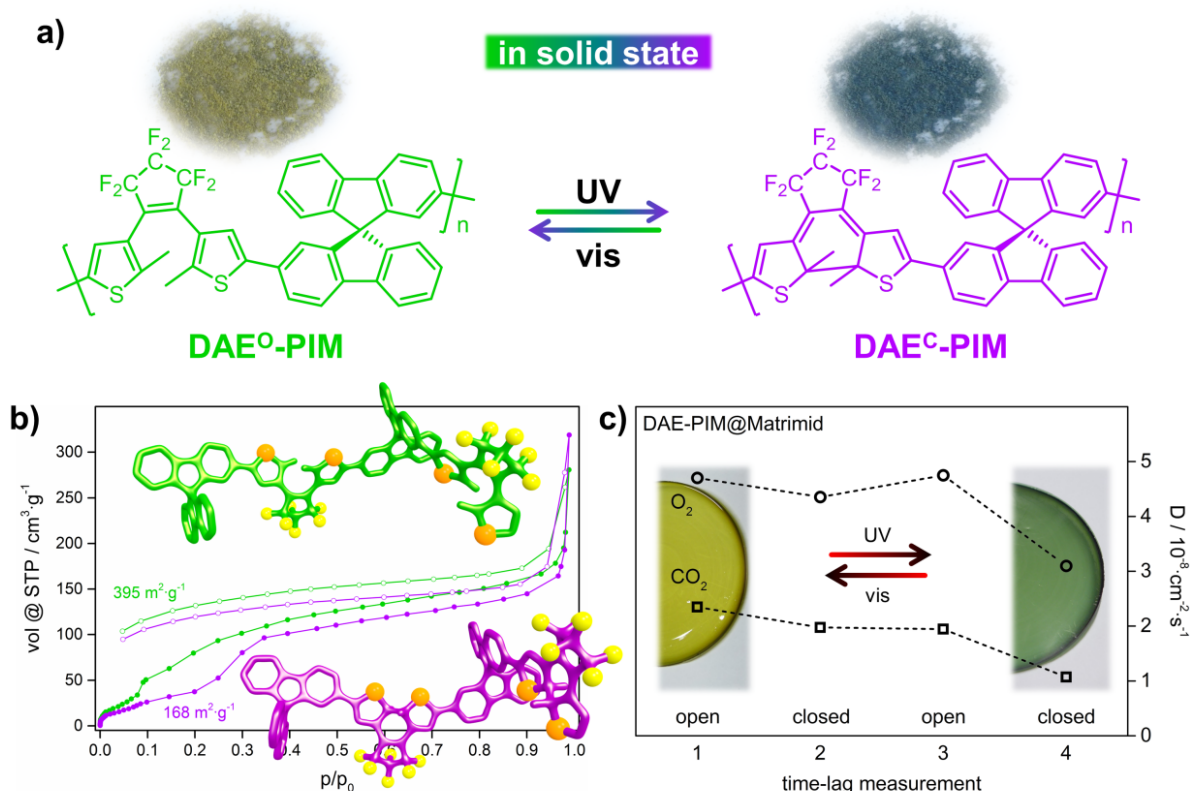 a)
in solid state
F₂
C
F₂C
CF₂
S
S
n
DAEᴼ-PIM
UV
vis
F₂
C
F₂C
CF₂
S
S
n
DAEᶜ-PIM
b)
vol @ STP / cm³·g⁻¹
300
250
200
150
100
50
0
395 m²·g⁻¹
168 m²·g⁻¹
0.0 0.1 0.2 0.3 0.4 0.5 0.6 0.7 0.8 0.9 1.0
p/p₀
c)
DAE-PIM@Matrimid
O₂
CO₂
UV
vis
open closed open closed
1 2 3 4
time-lag measurement
5
4
3
2
1
0
D / 10⁻⁸·cm⁻²·s⁻¹